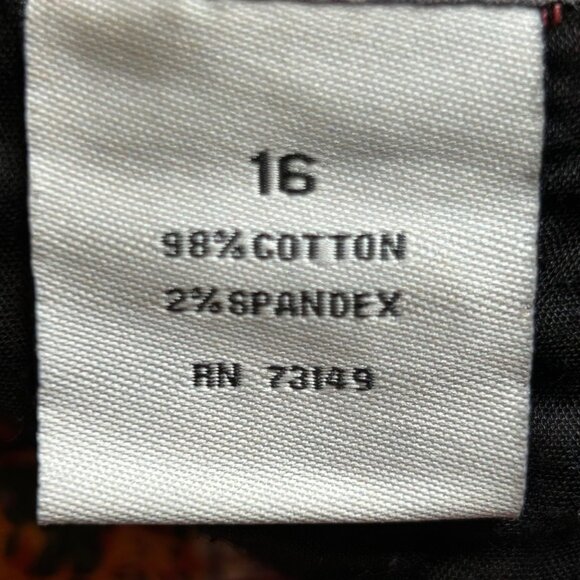 16
98% COTTON
2% SPANDEX
RN 73149